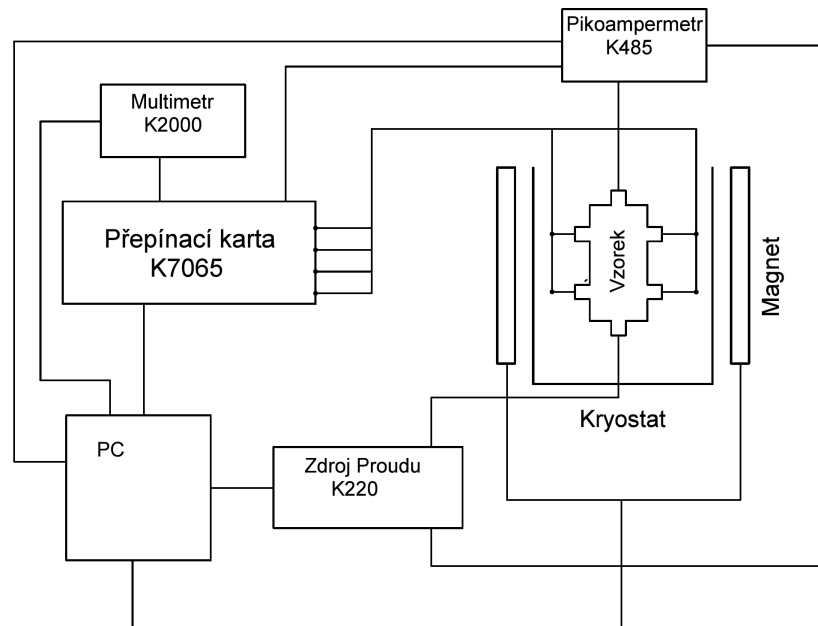 Pikoampermetr
K485
Multimetr
K2000
Přepínací karta
K7065
Vzorek
Magnet
Kryostat
PC
Zdroj Proudu
K220